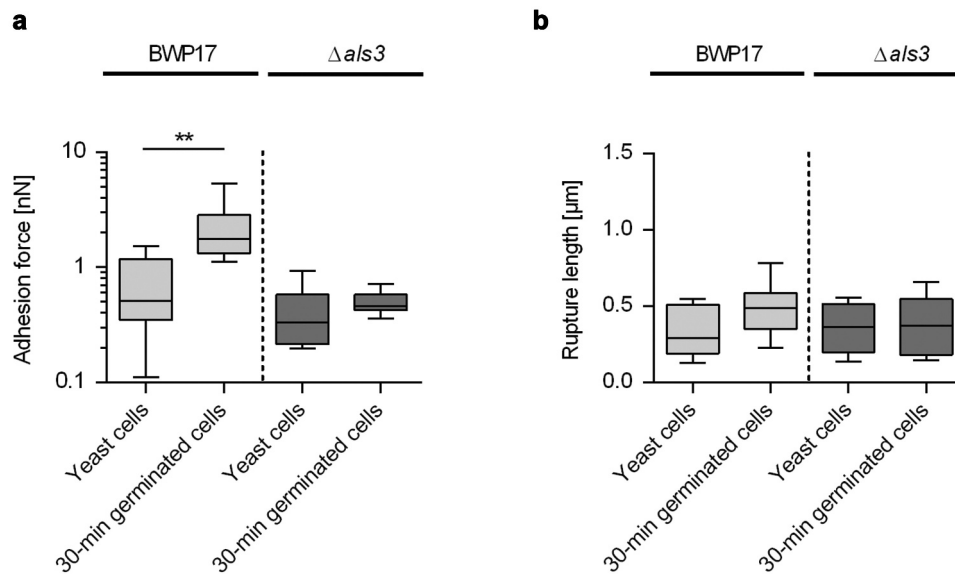 a
BWP17
Δals3
**
Adhesion force [nN]
10
1
0.1
Yeast cells
30-min germinated cells
Yeast cells
30-min germinated cells
b
BWP17
Δals3
Rupture length [µm]
1.5
1.0
0.5
0.0
Yeast cells
30-min germinated cells
Yeast cells
30-min germinated cells